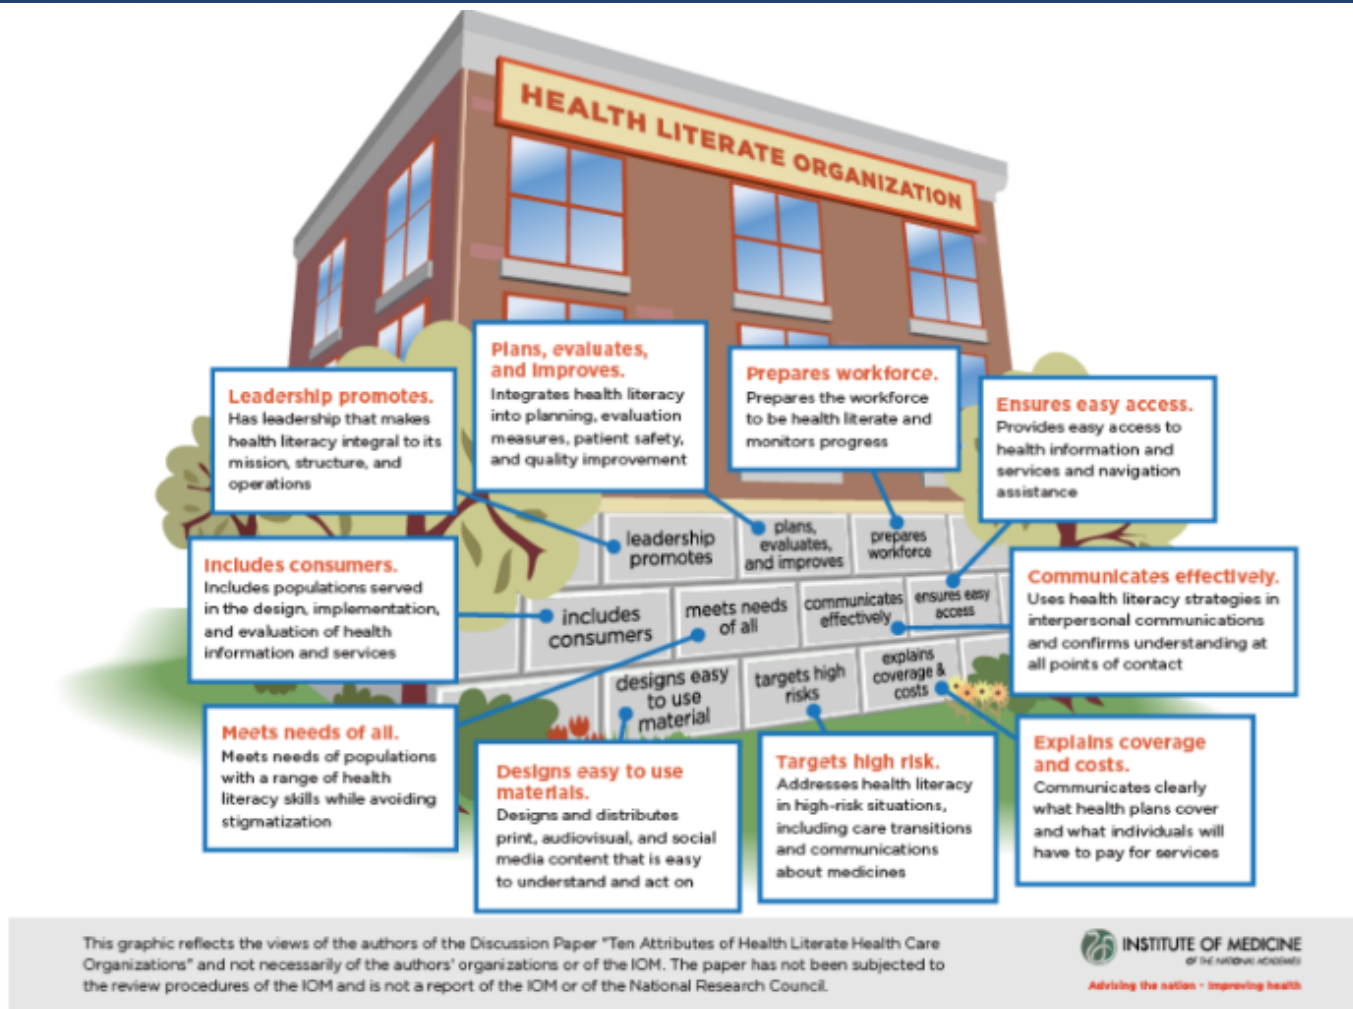 HEALTH LITERATE ORGANIZATION
Leadership promotes.
Has leadership that makes
health literacy integral to its
mission, structure, and
operations
Plans, evaluates,
and improves.
Integrates health literacy
into planning, evaluation
measures, patient safety,
and quality improvement
Prepares workforce.
Prepares the workforce
to be health literate and
monitors progress
Ensures easy access.
Provides easy access to
health information and
services and navigation
assistance
leadership
promotes
plans,
evaluates,
and improves
prepares
workforce
Includes consumers.
Includes populations served
in the design, implementation,
and evaluation of health
information and services
includes
consumers
meets needs
of all
communicates
effectively
ensures easy
access
Communicates effectively.
Uses health literacy strategies in
interpersonal communications
and confirms understanding at
all points of contact
designs easy
to use
material
targets high
risks
explains
coverage &
costs
Meets needs of all.
Meets needs of populations
with a range of health
literacy skills while avoiding
stigmatization
Designs easy to use
materials.
Designs and distributes
print, audiovisual, and social
media content that is easy
to understand and act on
Targets high risk.
Addresses health literacy
in high-risk situations,
including care transitions
and communications
about medicines
Explains coverage
and costs.
Communicates clearly
what health plans cover
and what individuals will
have to pay for services
This graphic reflects the views of the authors of the Discussion Paper "Ten Attributes of Health Literate Health Care
Organizations" and not necessarily of the authors' organizations or of the IOM. The paper has not been subjected to
the review procedures of the IOM and is not a report of the IOM or of the National Research Council.
INSTITUTE OF MEDICINE
OF THE NATIONAL ACADEMIES
Advising the nation • Improving health